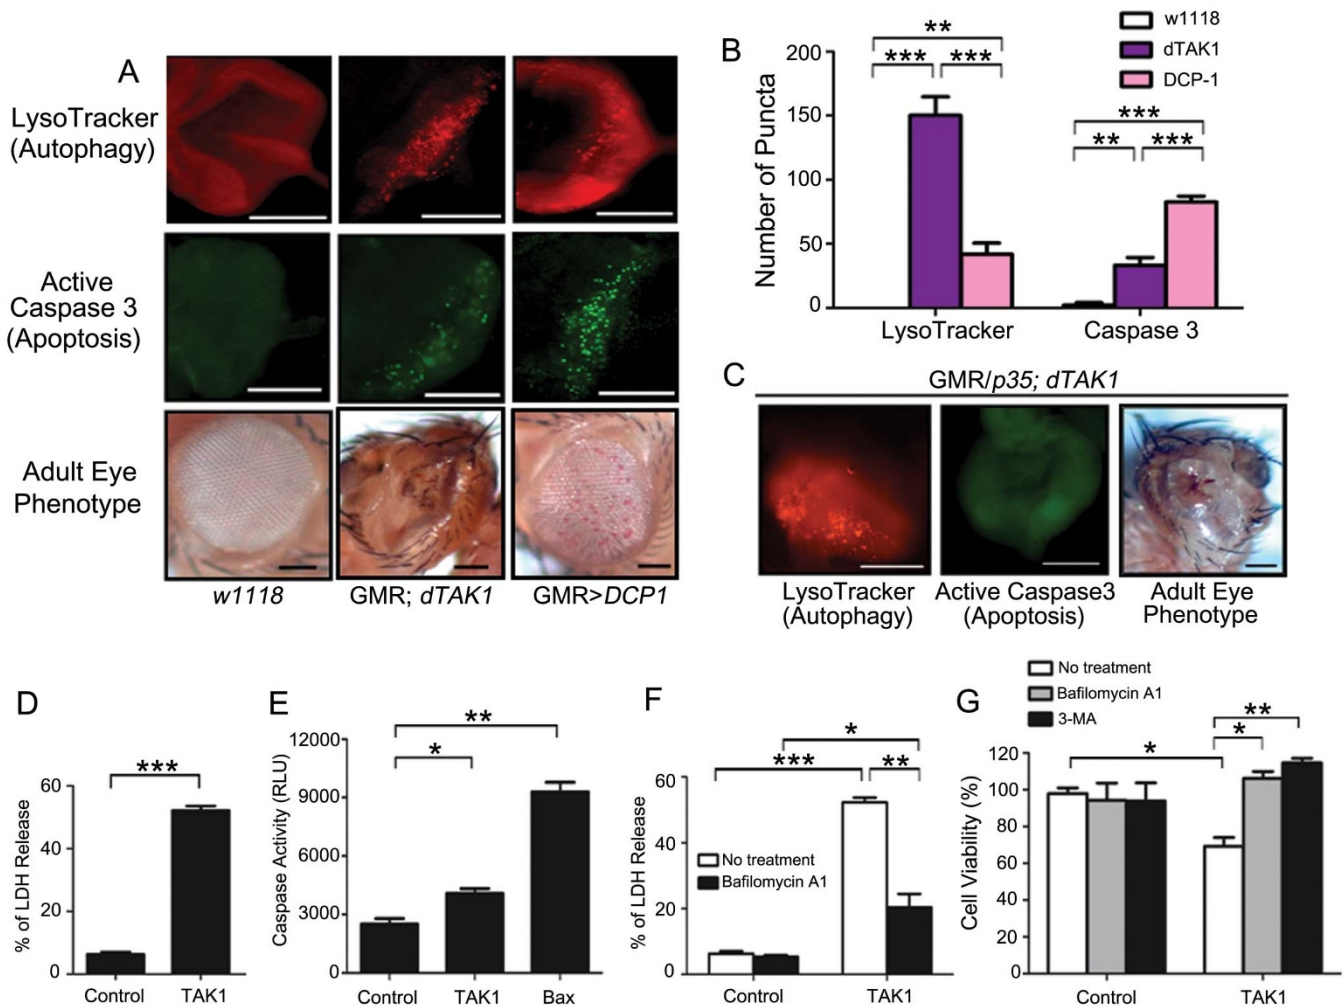 A
LysoTracker
(Autophagy)
Active
Caspase 3
(Apoptosis)
Adult Eye
Phenotype
w1118
GMR; dTAK1
GMR>DCP1
B
w1118
dTAK1
DCP-1
Number of Puncta
200
150
100
50
0
**
*** ***
***
** ***
LysoTracker
Caspase 3
C
GMR/p35; dTAK1
LysoTracker
(Autophagy)
Active Caspase3
(Apoptosis)
Adult Eye
Phenotype
D
% of LDH Release
60
40
20
0
***
Control
TAK1
E
Caspase Activity (RLU)
12000
9000
6000
3000
0
**
*
Control
TAK1
Bax
F
% of LDH Release
60
40
20
0
*
*** **
No treatment
Bafilomycin A1
Control
TAK1
G
No treatment
Bafilomycin A1
3-MA
Cell Viability (%)
120
100
80
60
40
20
0
**
* *
Control
TAK1